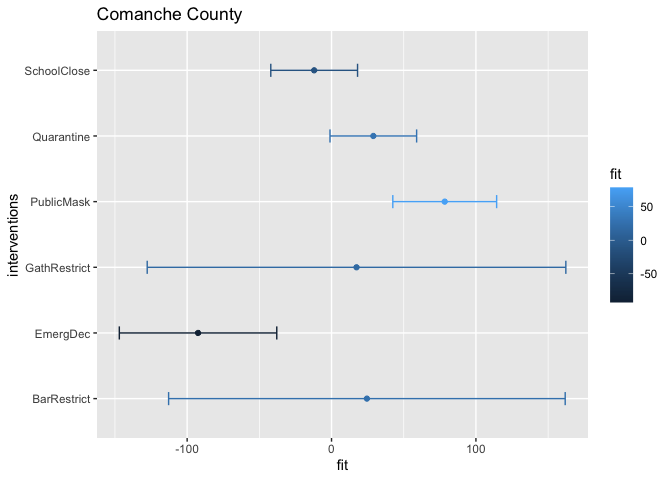 Comanche County
SchoolClose
Quarantine
PublicMask
GathRestrict
EmergDec
BarRestrict
interventions
-100
0
100
fit
fit
50
0
-50